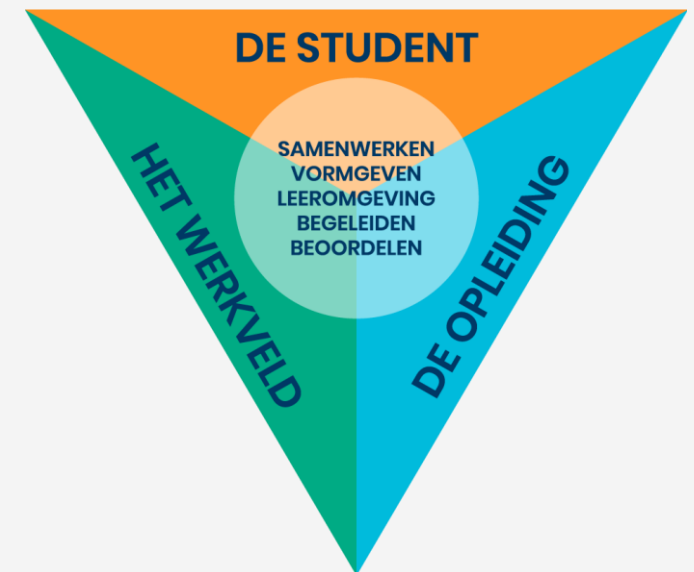 DE STUDENT
HET WERKVELD
SAMENWERKEN
VORMGEVEN
LEEROMGEVING
BEGELEIDEN
BEOORDELEN
DE OPLEIDING